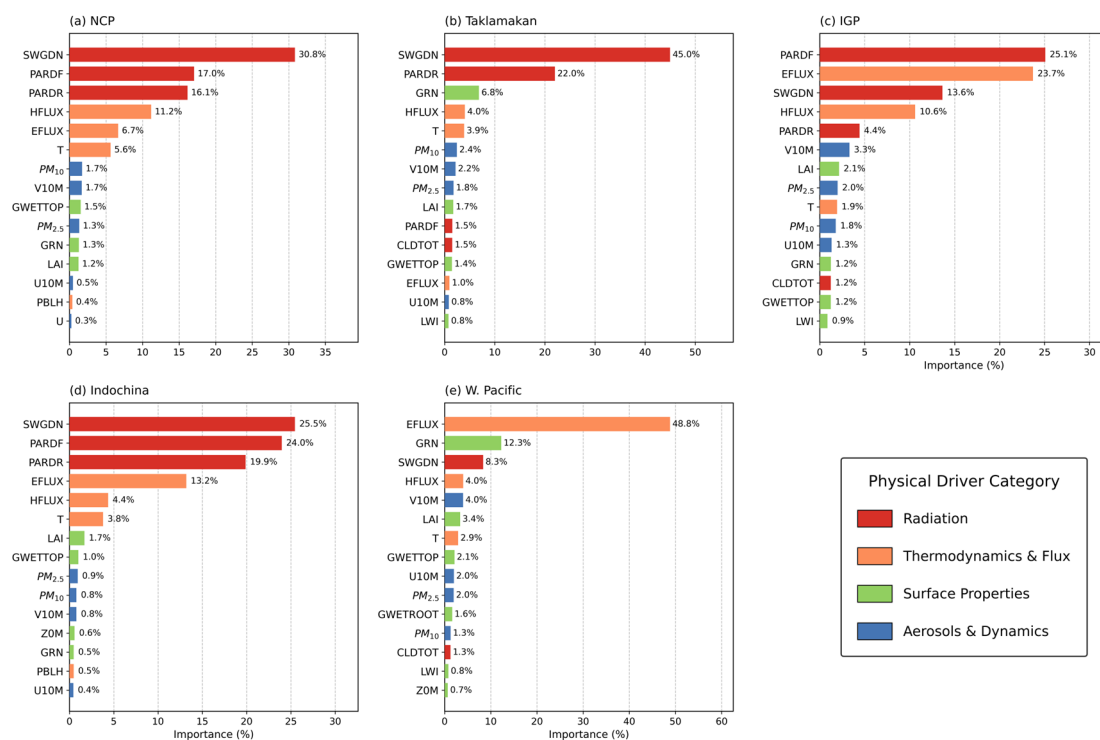 (a) NCP
SWGDN 30.8%
PARDF 17.0%
PARDR 16.1%
HFLUX 11.2%
EFLUX 6.7%
T 5.6%
PM₁₀ 1.7%
V10M 1.7%
GWETTOP 1.5%
PM₂.₅ 1.3%
GRN 1.3%
LAI 1.2%
U10M 0.5%
PBLH 0.4%
U 0.3%
0 5 10 15 20 25 30 35
(b) Taklamakan
SWGDN 45.0%
PARDR 22.0%
GRN 6.8%
HFLUX 4.0%
T 3.9%
PM₁₀ 2.4%
V10M 2.2%
PM₂.₅ 1.8%
LAI 1.7%
PARDF 1.5%
CLDTOT 1.5%
GWETTOP 1.4%
EFLUX 1.0%
U10M 0.8%
LWI 0.8%
0 10 20 30 40 50
(c) IGP
PARDF 25.1%
EFLUX 23.7%
SWGDN 13.6%
HFLUX 10.6%
PARDR 4.4%
V10M 3.3%
LAI 2.1%
PM₂.₅ 2.0%
T 1.9%
PM₁₀ 1.8%
U10M 1.3%
GRN 1.2%
CLDTOT 1.2%
GWETTOP 1.2%
LWI 0.9%
0 5 10 15 20 25 30
Importance (%)
(d) Indochina
SWGDN 25.5%
PARDF 24.0%
PARDR 19.9%
EFLUX 13.2%
HFLUX 4.4%
T 3.8%
LAI 1.7%
GWETTOP 1.0%
PM₂.₅ 0.9%
PM₁₀ 0.8%
V10M 0.8%
Z0M 0.6%
GRN 0.5%
PBLH 0.5%
U10M 0.4%
0 5 10 15 20 25 30
Importance (%)
(e) W. Pacific
EFLUX 48.8%
GRN 12.3%
SWGDN 8.3%
HFLUX 4.0%
V10M 4.0%
LAI 3.4%
T 2.9%
GWETTOP 2.1%
U10M 2.0%
PM₂.₅ 2.0%
GWETROOT 1.6%
PM₁₀ 1.3%
CLDTOT 1.3%
LWI 0.8%
Z0M 0.7%
0 10 20 30 40 50 60
Importance (%)
Physical Driver Category
Radiation
Thermodynamics & Flux
Surface Properties
Aerosols & Dynamics